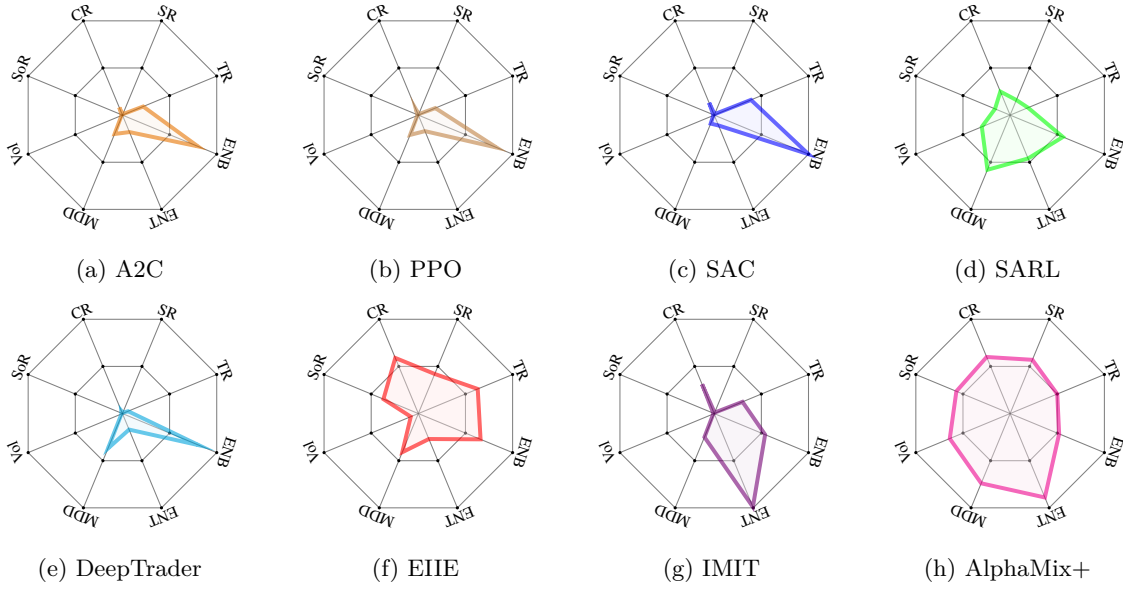 CR SR
SoR TR
Vol ENB
MDD ENT
(a) A2C
CR SR
SoR TR
Vol ENB
MDD ENT
(b) PPO
CR SR
SoR TR
Vol ENB
MDD ENT
(c) SAC
CR SR
SoR TR
Vol ENB
MDD ENT
(d) SARL
CR SR
SoR TR
Vol ENB
MDD ENT
(e) DeepTrader
CR SR
SoR TR
Vol ENB
MDD ENT
(f) EIIE
CR SR
SoR TR
Vol ENB
MDD ENT
(g) IMIT
CR SR
SoR TR
Vol ENB
MDD ENT
(h) AlphaMix+